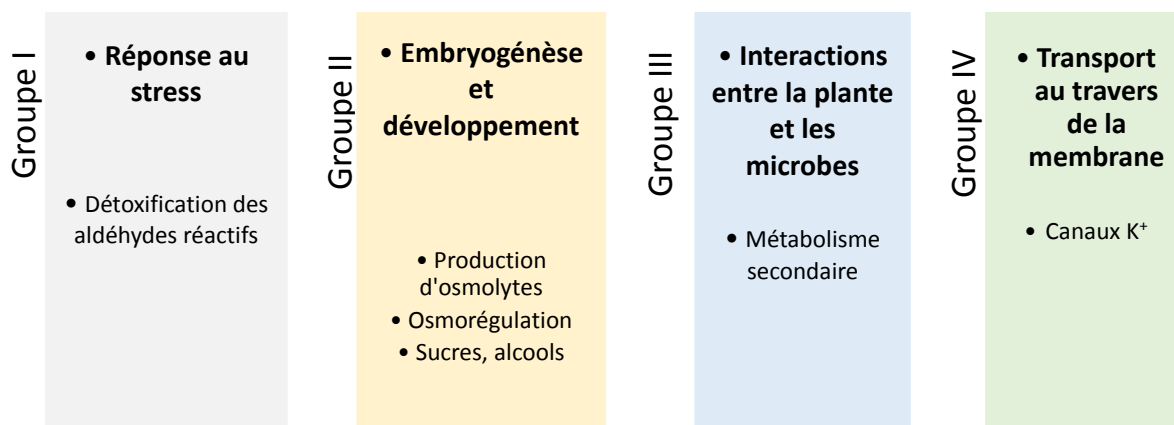 Groupe I
• Réponse au
stress
• Détoxification des
aldéhydes réactifs
Groupe II
• Embryogénèse
et
développement
• Production
d'osmolytes
• Osmorégulation
• Sucres, alcools
Groupe III
• Interactions
entre la plante
et les
microbes
• Métabolisme
secondaire
Groupe IV
• Transport
au travers
de la
membrane
• Canaux K⁺